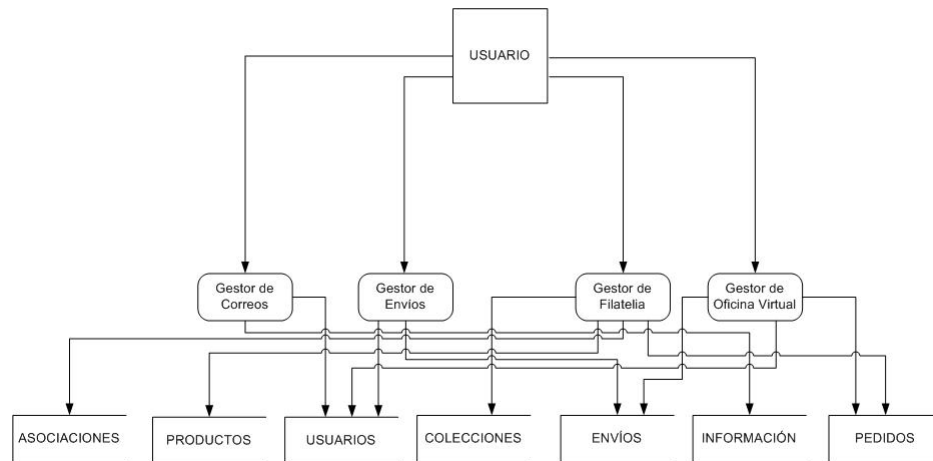 USUARIO
Gestor de
Correos
Gestor de
Envíos
Gestor de
Filatelia
Gestor de
Oficina Virtual
ASOCIACIONES
PRODUCTOS
USUARIOS
COLECCIONES
ENVÍOS
INFORMACIÓN
PEDIDOS